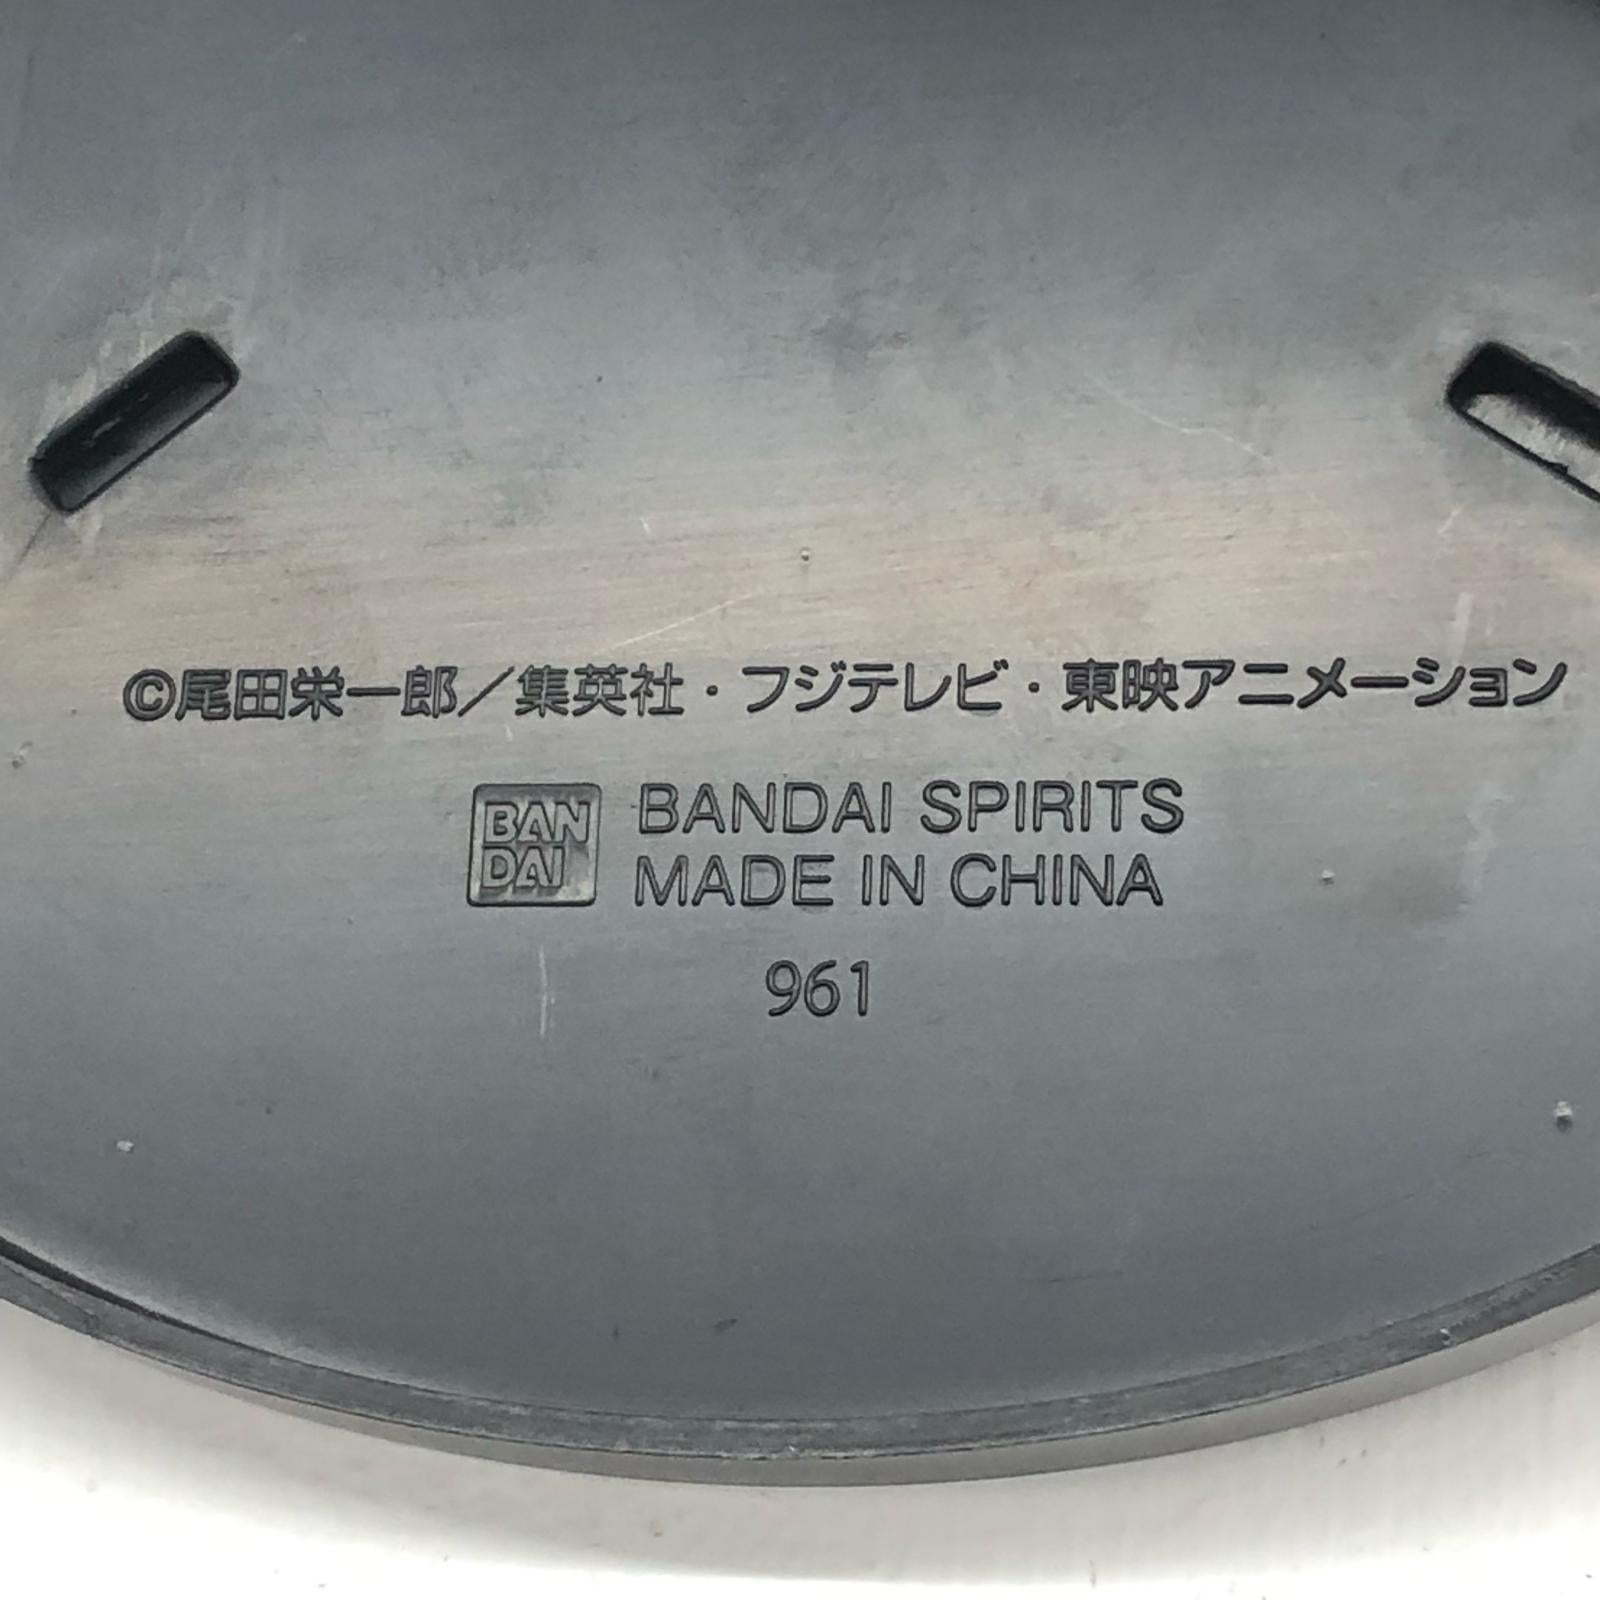 ©尾田栄一郎／集英社・フジテレビ・東映アニメーション
BAN
DAI
BANDAI SPIRITS
MADE IN CHINA
961